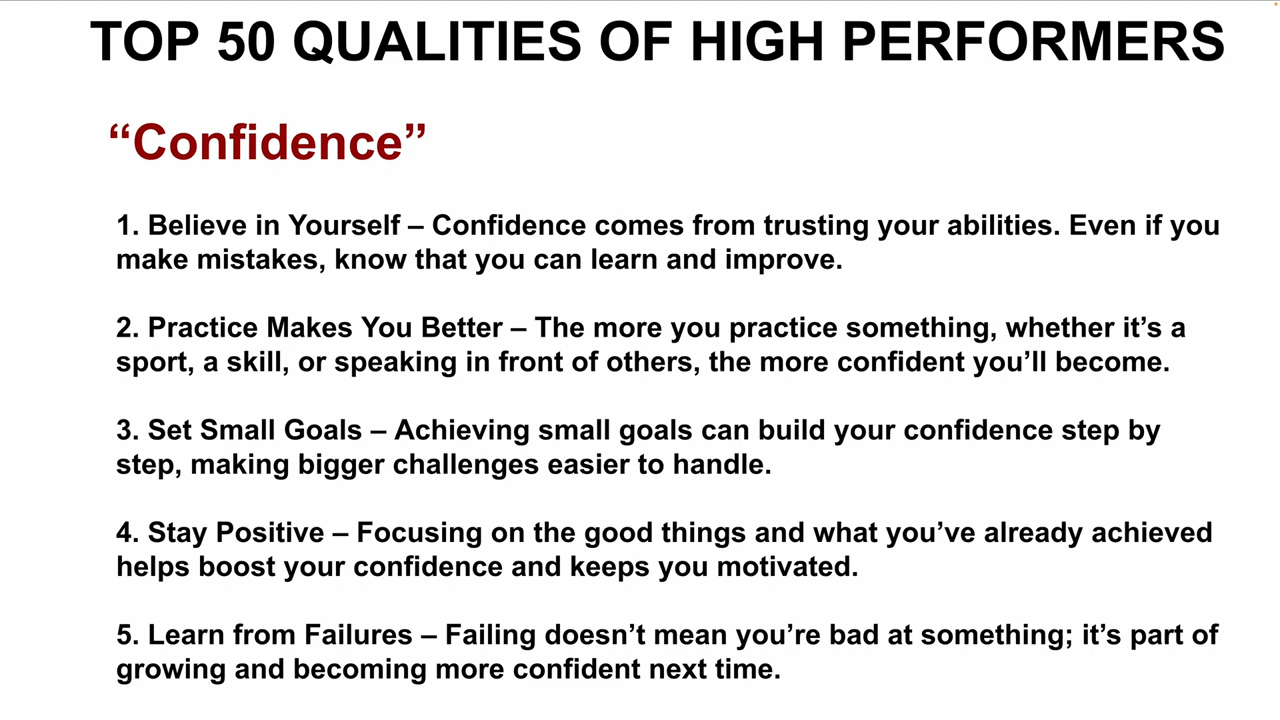 TOP 50 QUALITIES OF HIGH PERFORMERS
“Confidence”
1. Believe in Yourself – Confidence comes from trusting your abilities. Even if you
make mistakes, know that you can learn and improve.
2. Practice Makes You Better – The more you practice something, whether it’s a
sport, a skill, or speaking in front of others, the more confident you’ll become.
3. Set Small Goals – Achieving small goals can build your confidence step by
step, making bigger challenges easier to handle.
4. Stay Positive – Focusing on the good things and what you’ve already achieved
helps boost your confidence and keeps you motivated.
5. Learn from Failures – Failing doesn’t mean you’re bad at something; it’s part of
growing and becoming more confident next time.